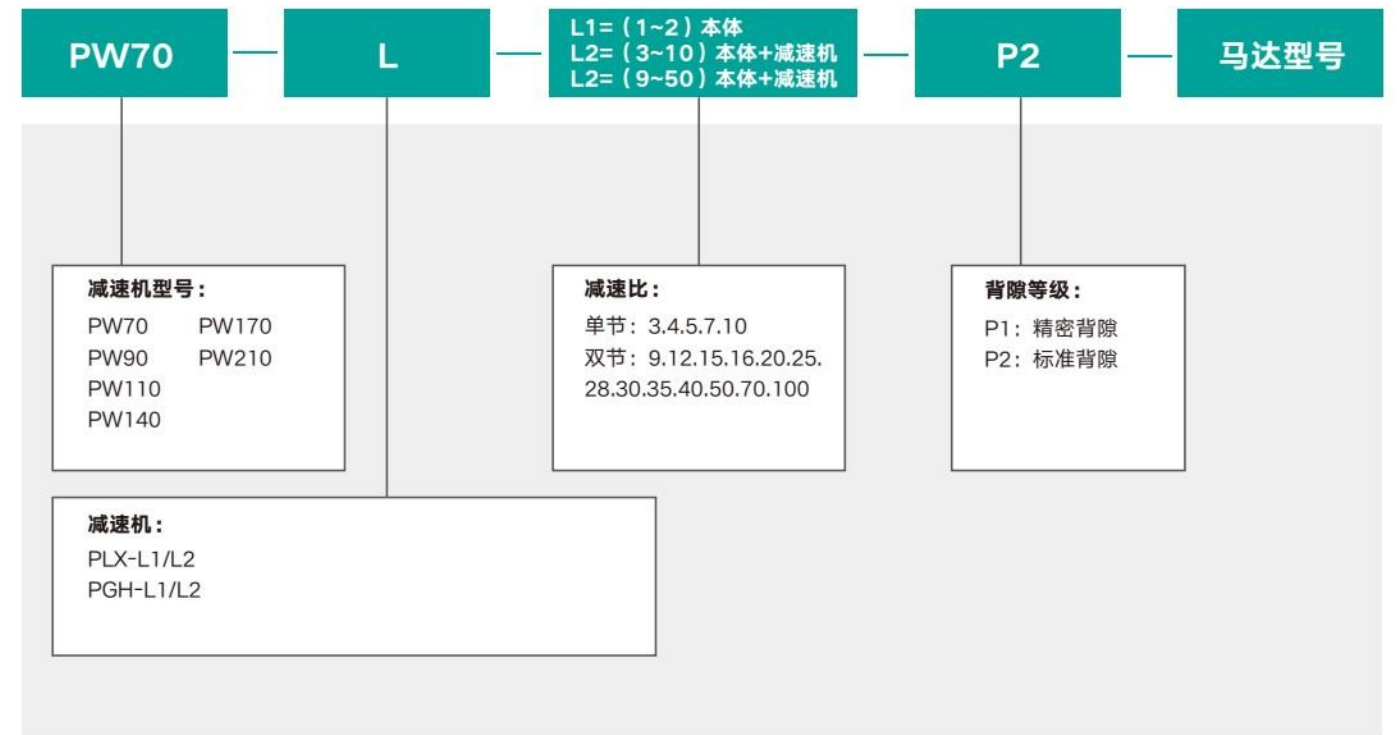 PW70
L
L1=（1~2）本体
L2=（3~10）本体+减速机
L2=（9~50）本体+减速机
P2
马达型号
减速机型号：
PW70 PW170
PW90 PW210
PW110
PW140
减速比：
单节：3.4.5.7.10
双节：9.12.15.16.20.25.
28.30.35.40.50.70.100
背隙等级：
P1：精密背隙
P2：标准背隙
减速机：
PLX-L1/L2
PGH-L1/L2